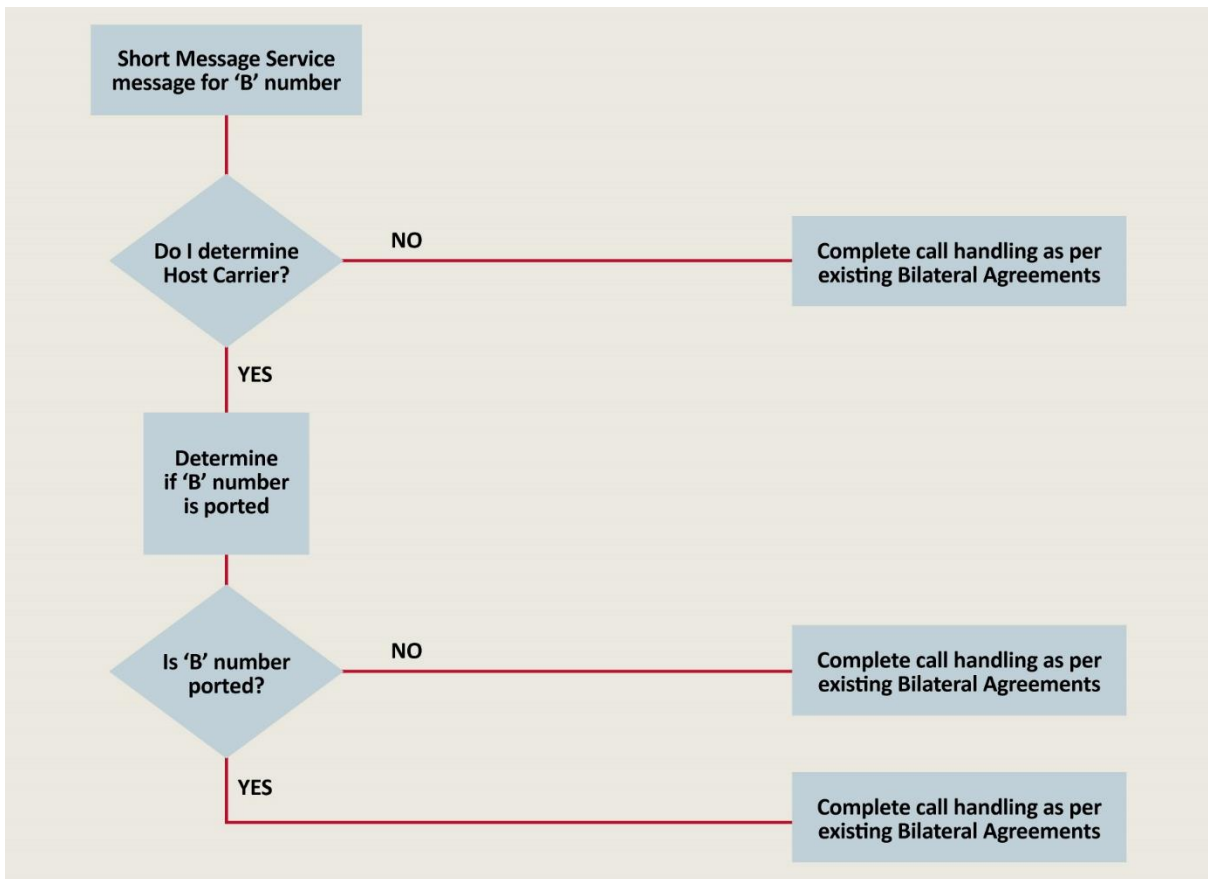 Short Message Service
message for ‘B’ number
Do I determine
Host Carrier?
NO
Complete call handling as per
existing Bilateral Agreements
YES
Determine
if ‘B’ number
is ported
Is ‘B’ number
ported?
NO
Complete call handling as per
existing Bilateral Agreements
YES
Complete call handling as per
existing Bilateral Agreements